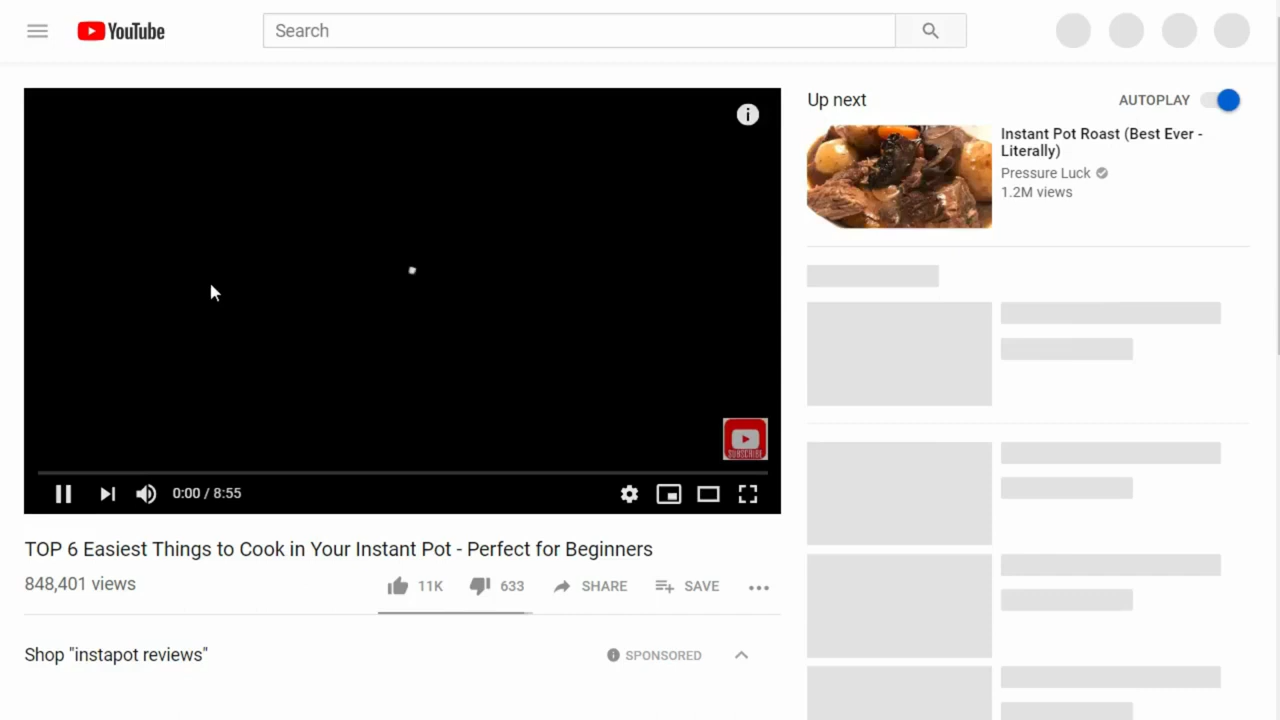 YouTube
Search
SUBSCRIBE
0:00 / 8:55
TOP 6 Easiest Things to Cook in Your Instant Pot - Perfect for Beginners
848,401 views
11K
633
SHARE
SAVE
Shop "instapot reviews"
SPONSORED
Up next
AUTOPLAY
Instant Pot Roast (Best Ever -
Literally)
Pressure Luck
1.2M views